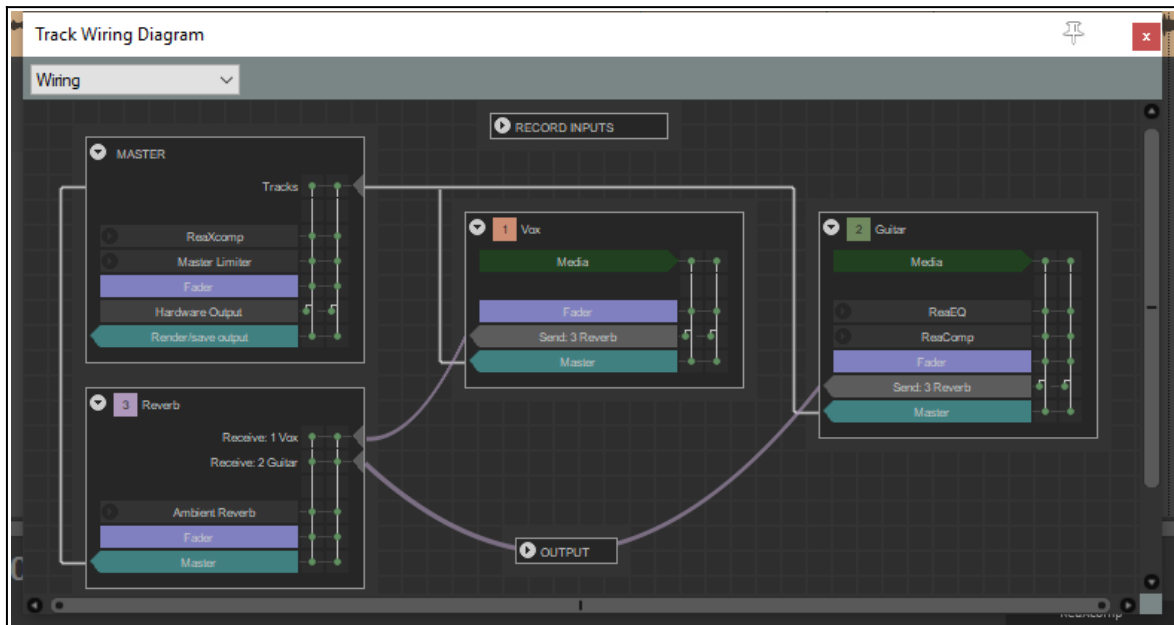 Track Wiring Diagram
x
Wiring
RECORD INPUTS
MASTER
Tracks
ReaXcomp
Master Limiter
Fader
Hardware Output
Render/save output
1 Vox
Media
Fader
Send: 3 Reverb
Master
2 Guitar
Media
ReaEQ
ReaComp
Fader
Send: 3 Reverb
Master
3 Reverb
Receive: 1 Vox
Receive: 2 Guitar
Ambient Reverb
Fader
Master
OUTPUT